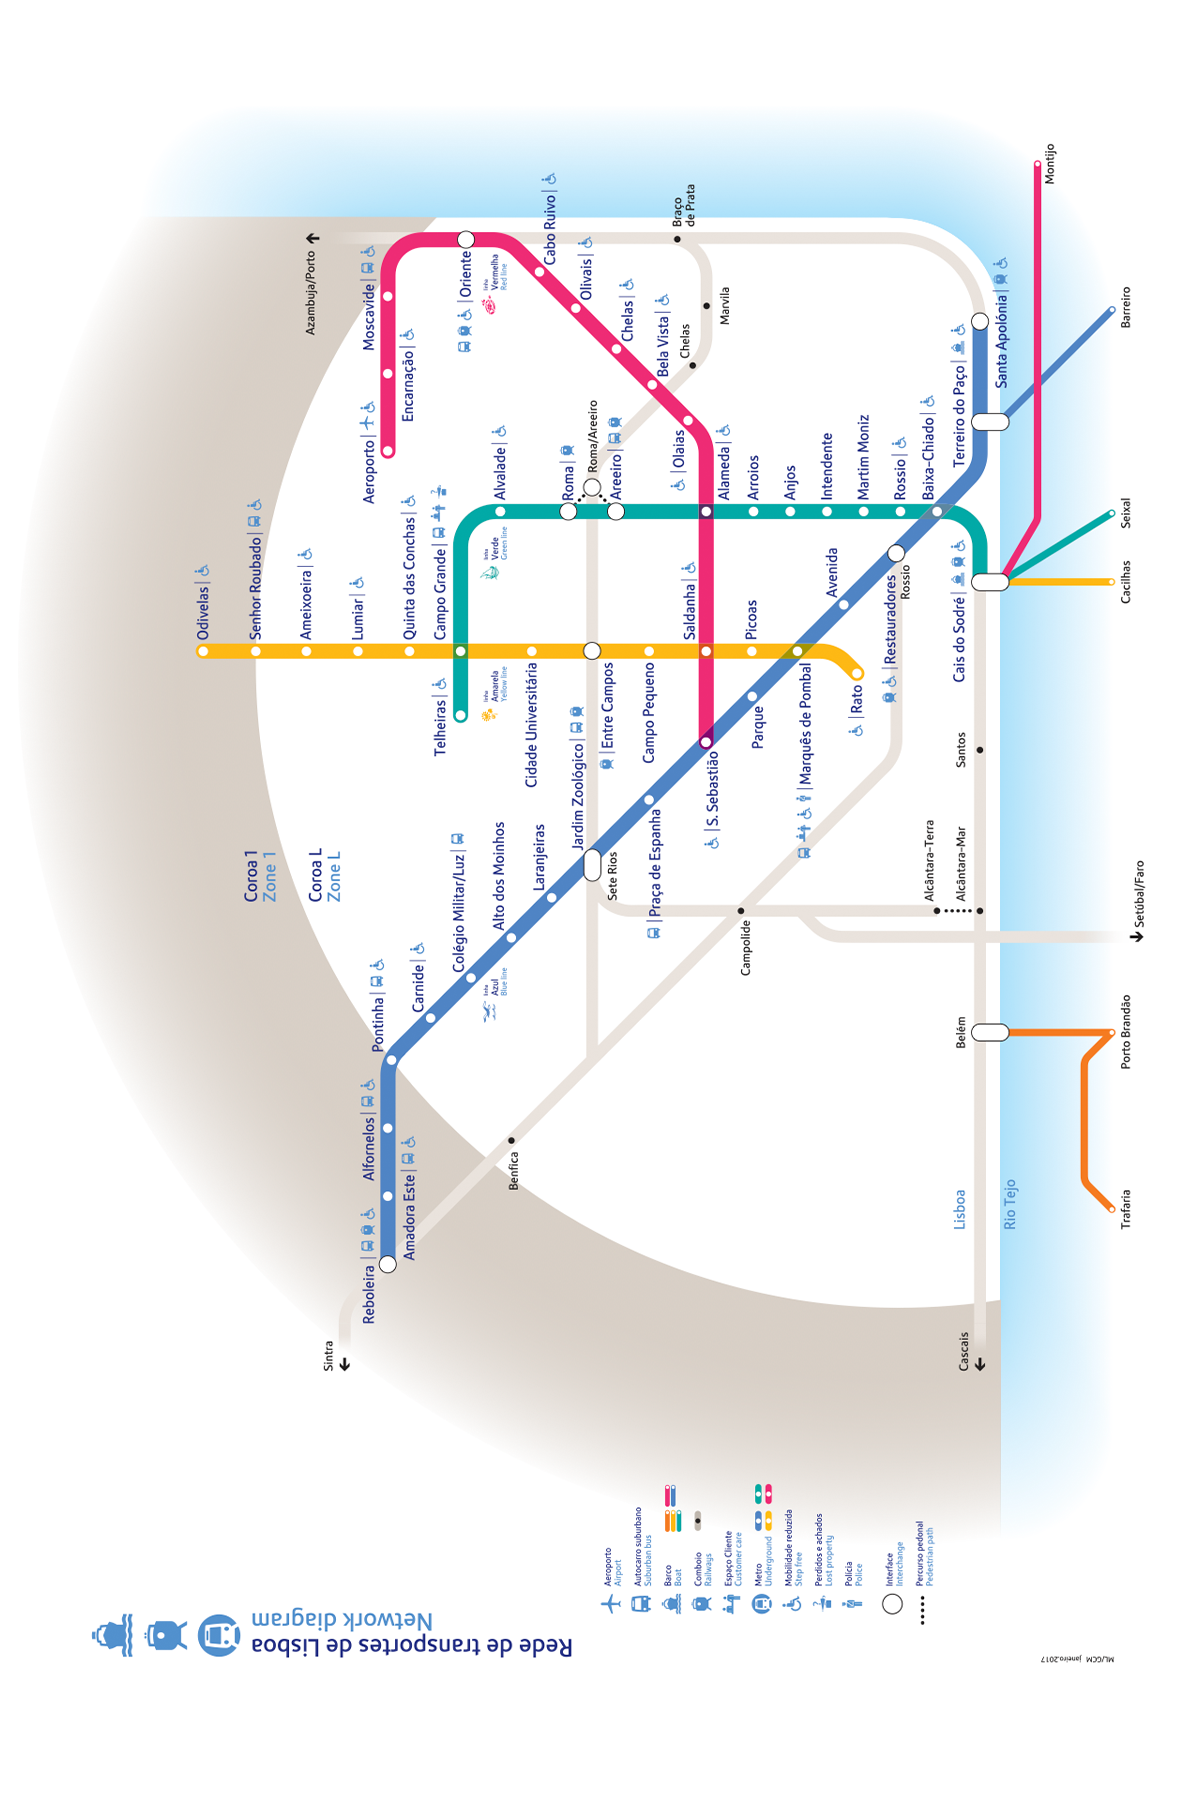 Rede de transportes de Lisboa
Network diagram
Coroa 1
Zone 1
Coroa L
Zone L
Odivelas
Senhor Roubado
Ameixoeira
Lumiar
Quinta das Conchas
Campo Grande
Telheiras
Cidade Universitária
Entre Campos
Campo Pequeno
Saldanha
Picoas
Marquês de Pombal
Rato
linha
Amarela
Yellow line
Aeroporto
Encarnação
Moscavide
Oriente
Cabo Ruivo
Olivais
Chelas
Bela Vista
Olaias
Alameda
S. Sebastião
linha
Vermelha
Red line
Alvalade
Roma
Roma/Areeiro
Areeiro
Arroios
Anjos
Intendente
Martim Moniz
Rossio
Baixa-Chiado
Cais do Sodré
linha
Verde
Green line
Reboleira
Amadora Este
Alfornelos
Pontinha
Carnide
Colégio Militar/Luz
Alto dos Moinhos
Laranjeiras
Jardim Zoológico
Sete Rios
Praça de Espanha
Parque
Avenida
Restauradores
Rossio
Terreiro do Paço
Santa Apolónia
linha
Azul
Blue line
Azambuja/Porto
Braço
de Prata
Marvila
Chelas
Santos
Alcântara-Terra
Alcântara-Mar
Campolide
Benfica
Belém
Sintra
Cascais
Setúbal/Faro
Lisboa
Rio Tejo
Montijo
Barreiro
Seixal
Cacilhas
Porto Brandão
Trafaria
Aeroporto
Airport
Autocarro suburbano
Suburban bus
Barco
Boat
Comboio
Railways
Espaço Cliente
Customer care
Metro
Underground
Mobilidade reduzida
Step free
Perdidos e achados
Lost property
Polícia
Police
Interface
Interchange
Percurso pedonal
Pedestrian path
ML/GCM janeiro.2017